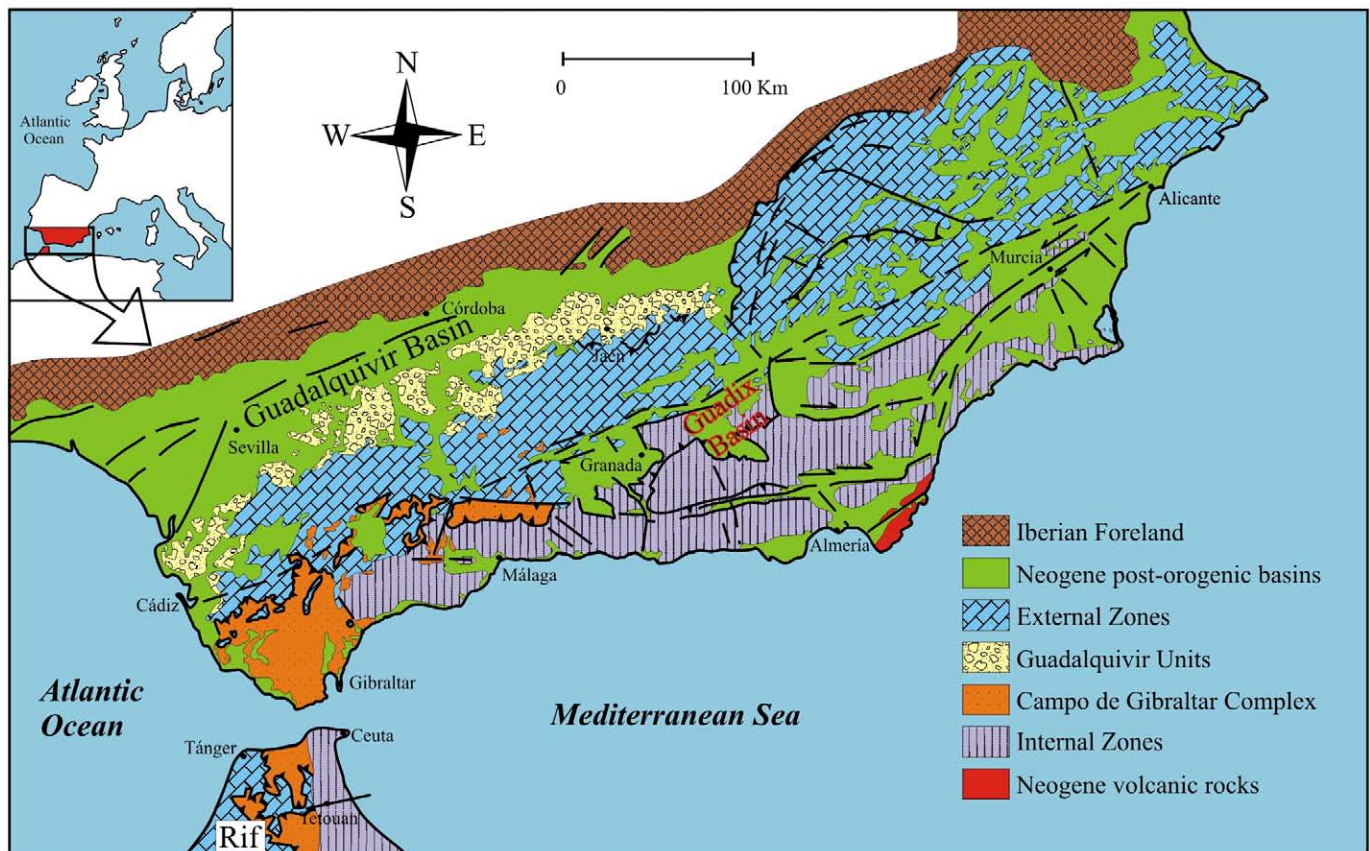 Atlantic
Ocean
N
W
E
S
0
100 Km
Alicante
Murcia
Córdoba
Jaén
Guadalquivir Basin
Sevilla
Guadix
Basin
Granada
Almería
Málaga
Cádiz
Gibraltar
Atlantic
Ocean
Mediterranean Sea
Tánger
Ceuta
Tetouan
Rif
Iberian Foreland
Neogene post-orogenic basins
External Zones
Guadalquivir Units
Campo de Gibraltar Complex
Internal Zones
Neogene volcanic rocks